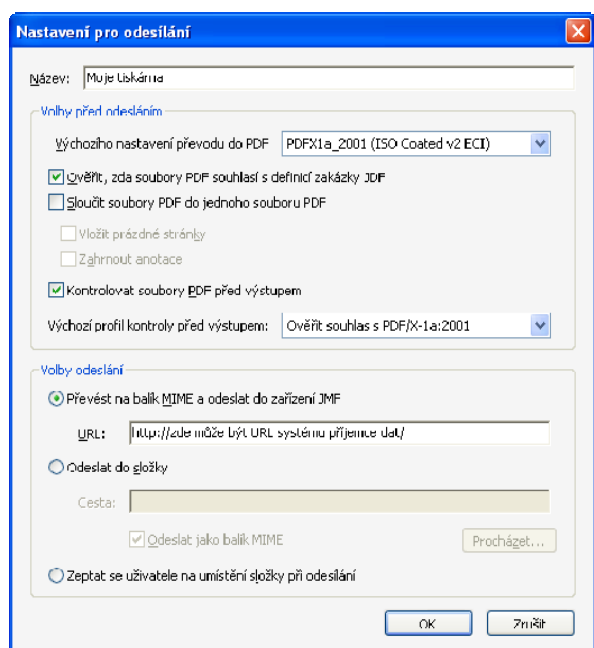 Nastavení pro odesílání
Název: Moje tiskárna
Volby před odesláním
Výchozího nastavení převodu do PDF PDFX1a_2001 (ISO Coated v2 ECI)
Ověřit, zda soubory PDF souhlasí s definicí zakázky JDF
Sloučit soubory PDF do jednoho souboru PDF
Vložit prázdné stránky
Zahrnout anotace
Kontrolovat soubory PDF před výstupem
Výchozí profil kontroly před výstupem: Ověřit souhlas s PDF/X-1a:2001
Volby odeslání
Převést na balík MIME a odeslat do zařízení JMF
URL: http://zde může být URL systému příjemce dat/
Odeslat do složky
Cesta:
Odeslat jako balík MIME Procházet...
Zeptat se uživatele na umístění složky při odesílání
OK Zrušit